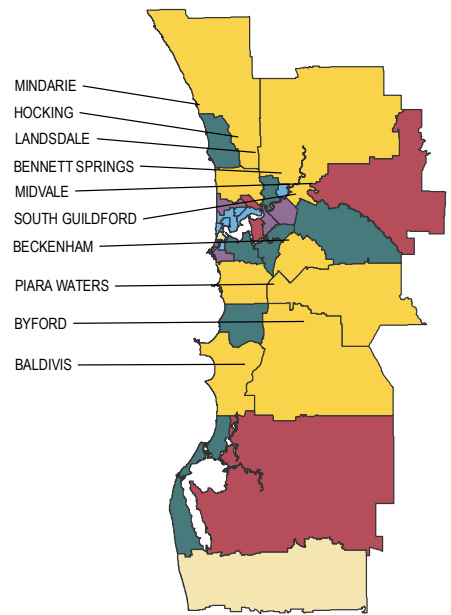 MINDARIE
HOCKING
LANDSDALE
BENNETT SPRINGS
MIDVALE
SOUTH GUILDFORD
BECKENHAM
PIARA WATERS
BYFORD
BALDIVIS